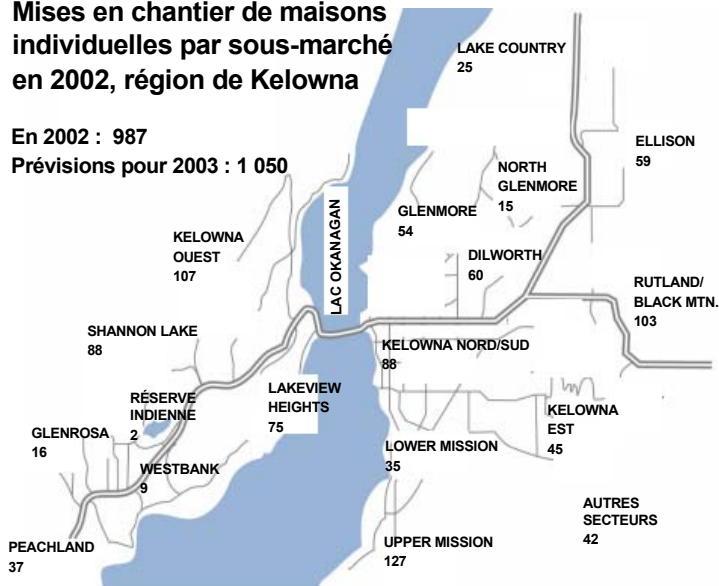 Mises en chantier de maisons
individuelles par sous-marché
en 2002, région de Kelowna
En 2002 : 987
Prévisions pour 2003 : 1 050
LAKE COUNTRY
25
ELLISON
59
NORTH
GLENMORE
15
GLENMORE
54
LAC OKANAGAN
KELOWNA
OUEST
107
DILWORTH
60
RUTLAND/
BLACK MTN.
103
SHANNON LAKE
88
KELOWNA NORD/SUD
88
RÉSERVE
INDIENNE
2
LAKEVIEW
HEIGHTS
75
KELOWNA
EST
45
GLENROSA
16
WESTBANK
9
LOWER MISSION
35
AUTRES
SECTEURS
42
PEACHLAND
37
UPPER MISSION
127